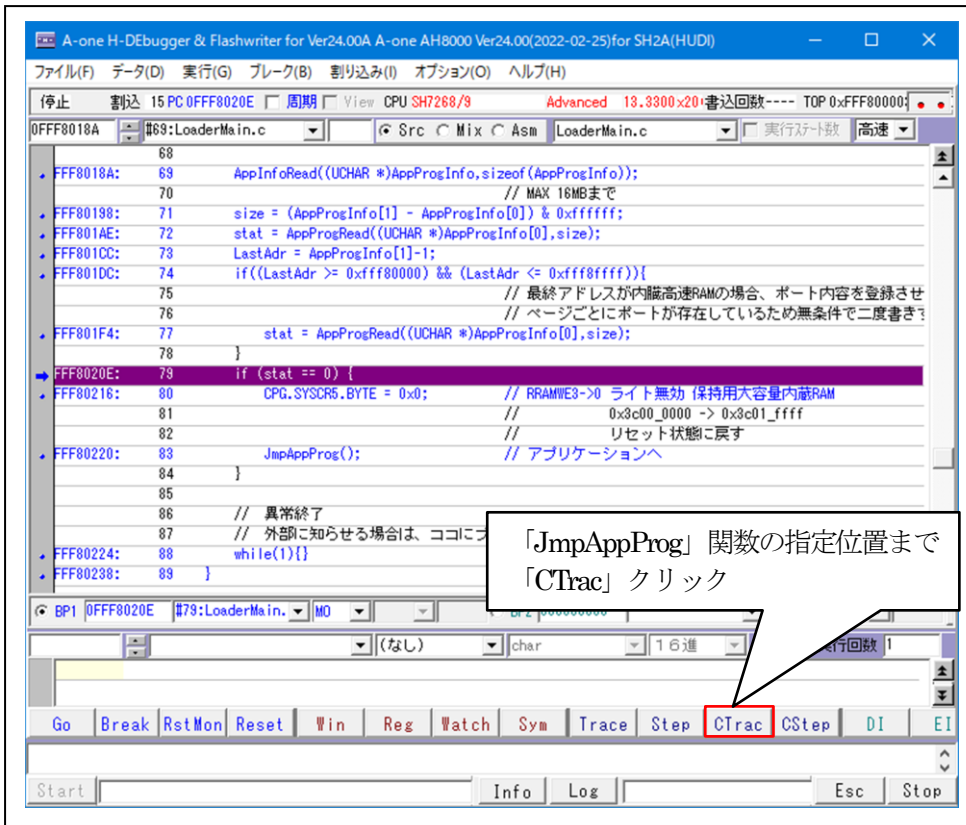 A-one H-DEbugger & Flashwriter for Ver24.00A A-one AH8000 Ver24.00(2022-02-25)for SH2A(HUDI)
ファイル(F) データ(D) 実行(G) ブレーク(B) 割り込み(I) オプション(O) ヘルプ(H)
停止 割込 15 PC 0FFF8020E 周期 View CPU SH7268/9 Advanced 13.3300×20 書込回数---- TOP 0xFFF80000
0FFF8018A #69:LoaderMain.c Src Mix Asm LoaderMain.c 実行ステート数 高速
68
FFF8018A: 69 AppInfoRead((UCHAR *)AppProgInfo,sizeof(AppProgInfo));
70 // MAX 16MBまで
FFF80198: 71 size = (AppProgInfo[1] - AppProgInfo[0]) & 0xffffff;
FFF801AE: 72 stat = AppProgRead((UCHAR *)AppProgInfo[0],size);
FFF801CC: 73 LastAdr = AppProgInfo[1]-1;
FFF801DC: 74 if((LastAdr >= 0xfff80000) && (LastAdr <= 0xfff8ffff)){
75 // 最終アドレスが内臓高速RAMの場合、ポート内容を登録させ
76 // ページごとにポートが存在しているため無条件で二度書きす
FFF801F4: 77 stat = AppProgRead((UCHAR *)AppProgInfo[0],size);
78 }
FFF8020E: 79 if (stat == 0) {
FFF80216: 80 CPG.SYSCR5.BYTE = 0x0; // RRAMWE3->0 ライト無効 保持用大容量内蔵RAM
81 // 0x3c00_0000 -> 0x3c01_ffff
82 // リセット状態に戻す
FFF80220: 83 JmpAppProg(); // アプリケーションへ
84 }
85
86 // 異常終了
87 // 外部に知らせる場合は、ココにプ
FFF80224: 88 while(1){}
FFF80238: 89 }
「JmpAppProg」関数の指定位置まで
「CTrac」クリック
BP1 0FFF8020E #79:LoaderMain. MO BP2 000000000
(なし) char 16進 実行回数 1
Go Break RstMon Reset Win Reg Watch Sym Trace Step CTrac CStep DI EI
Start Info Log Esc Stop